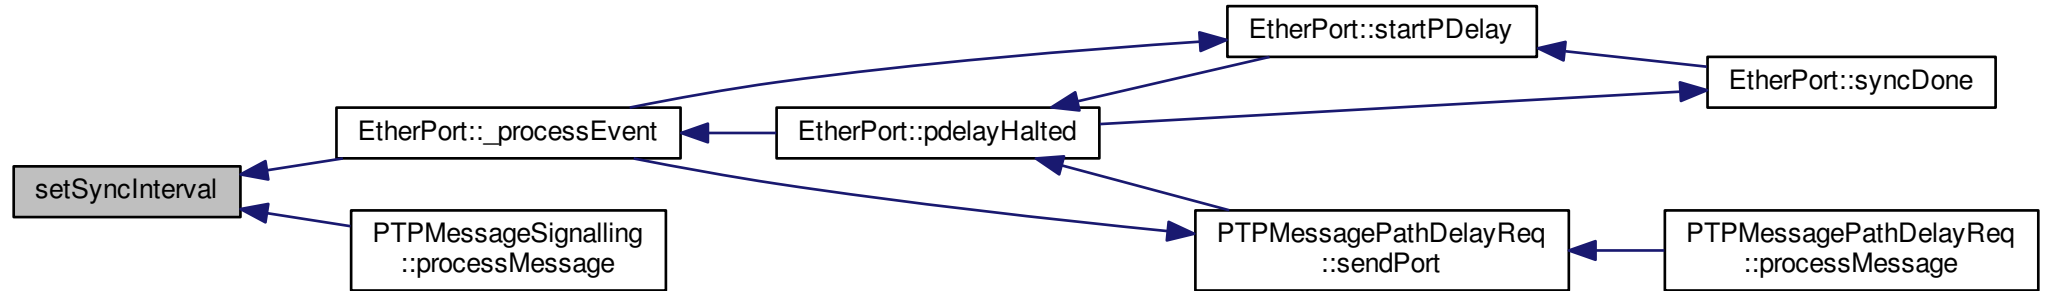 EtherPort::startPDelay
EtherPort::syncDone
EtherPort::_processEvent
EtherPort::pdelayHalted
setSyncInterval
PTPMessageSignalling
::processMessage
PTPMessagePathDelayReq
::sendPort
PTPMessagePathDelayReq
::processMessage